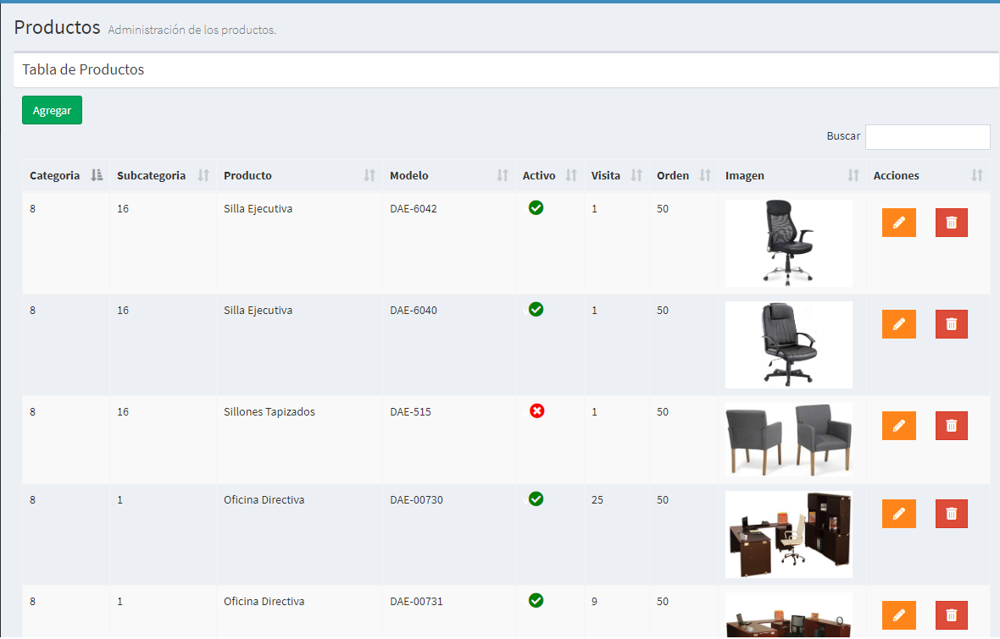 Productos Administración de los productos.
Tabla de Productos
Agregar
Buscar
Categoria Subcategoria Producto Modelo Activo Visita Orden Imagen Acciones
8 16 Silla Ejecutiva DAE-6042 1 50
8 16 Silla Ejecutiva DAE-6040 1 50
8 16 Sillones Tapizados DAE-515 1 50
8 1 Oficina Directiva DAE-00730 25 50
8 1 Oficina Directiva DAE-00731 9 50